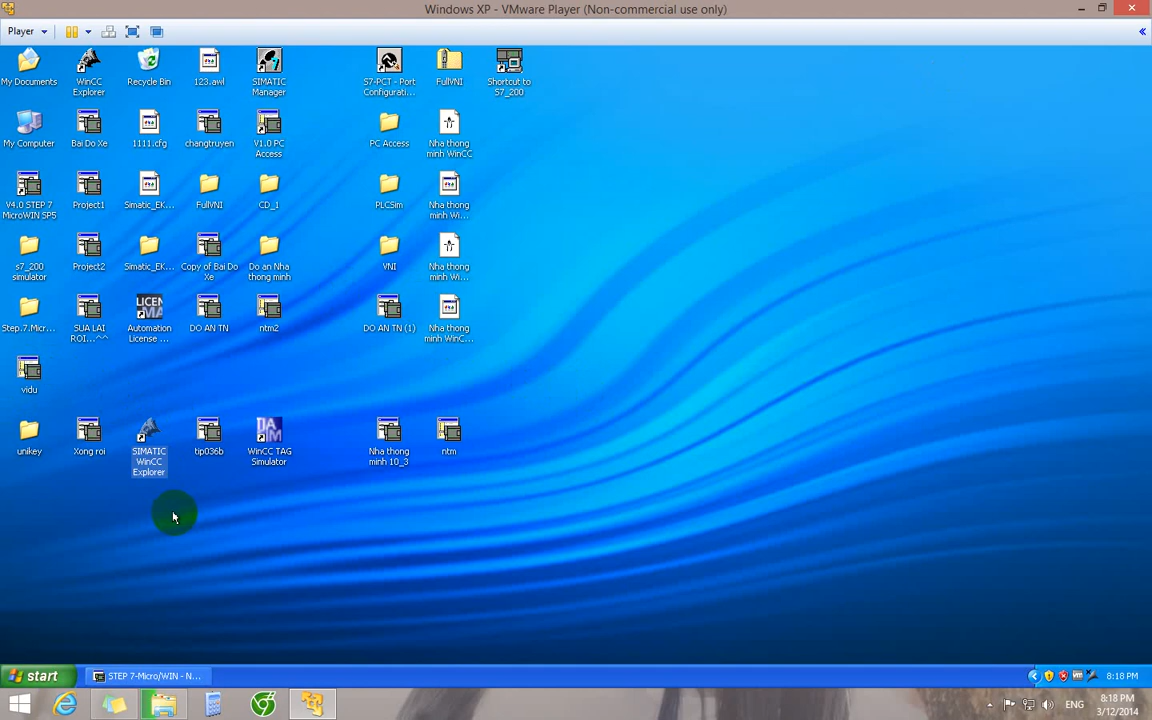 Windows XP - VMware Player (Non-commercial use only)
Player
My Documents
WinCC
Explorer
Recycle Bin
123.awl
SIMATIC
Manager
S7-PCT - Port
Configurati...
FullVNI
Shortcut to
S7_200
My Computer
Bai Do Xe
1111.cfg
changtruyen
V1.0 PC
Access
PC Access
Nha thong
minh WinCC
V4.0 STEP 7
MicroWIN SP5
Project1
Simatic_EK...
FullVNI
CD_1
PLCSim
Nha thong
minh Wi...
s7_200
simulator
Project2
Simatic_EK...
Copy of Bai Do
Xe
Do an Nha
thong minh
VNI
Nha thong
minh Wi...
Step.7.Micr...
SUA LAI
ROI...^^
Automation
License ...
DO AN TN
ntm2
DO AN TN (1)
Nha thong
minh WinC...
vidu
unikey
Xong roi
SIMATIC
WinCC
Explorer
tip036b
WinCC TAG
Simulator
Nha thong
minh 10_3
ntm
start
STEP 7-Micro/WIN - N...
8:18 PM
ENG
8:18 PM
3/12/2014